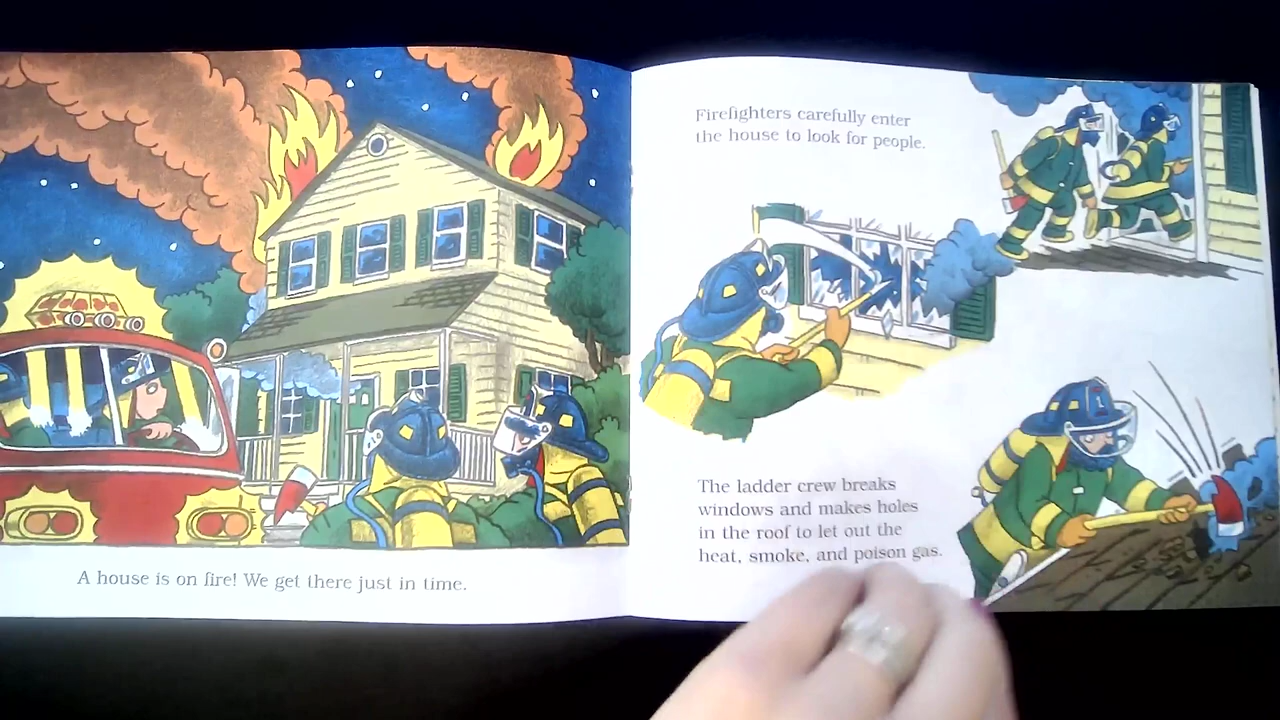 A house is on fire! We get there just in time.
Firefighters carefully enter
the house to look for people.
The ladder crew breaks
windows and makes holes
in the roof to let out the
heat, smoke, and poison gas.
1